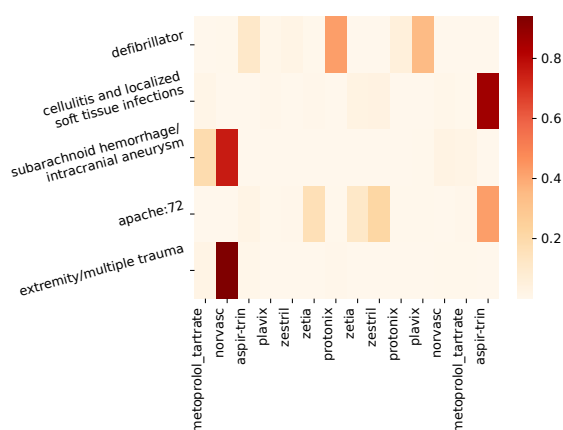 defibrillator
cellulitis and localized
soft tissue infections
subarachnoid hemorrhage/
intracranial aneurysm
apache:72
extremity/multiple trauma
0.8
0.6
0.4
0.2
metoprolol_tartrate
norvasc
aspir-trin
plavix
zestril
zetia
protonix
zetia
zestril
protonix
plavix
norvasc
metoprolol_tartrate
aspir-trin